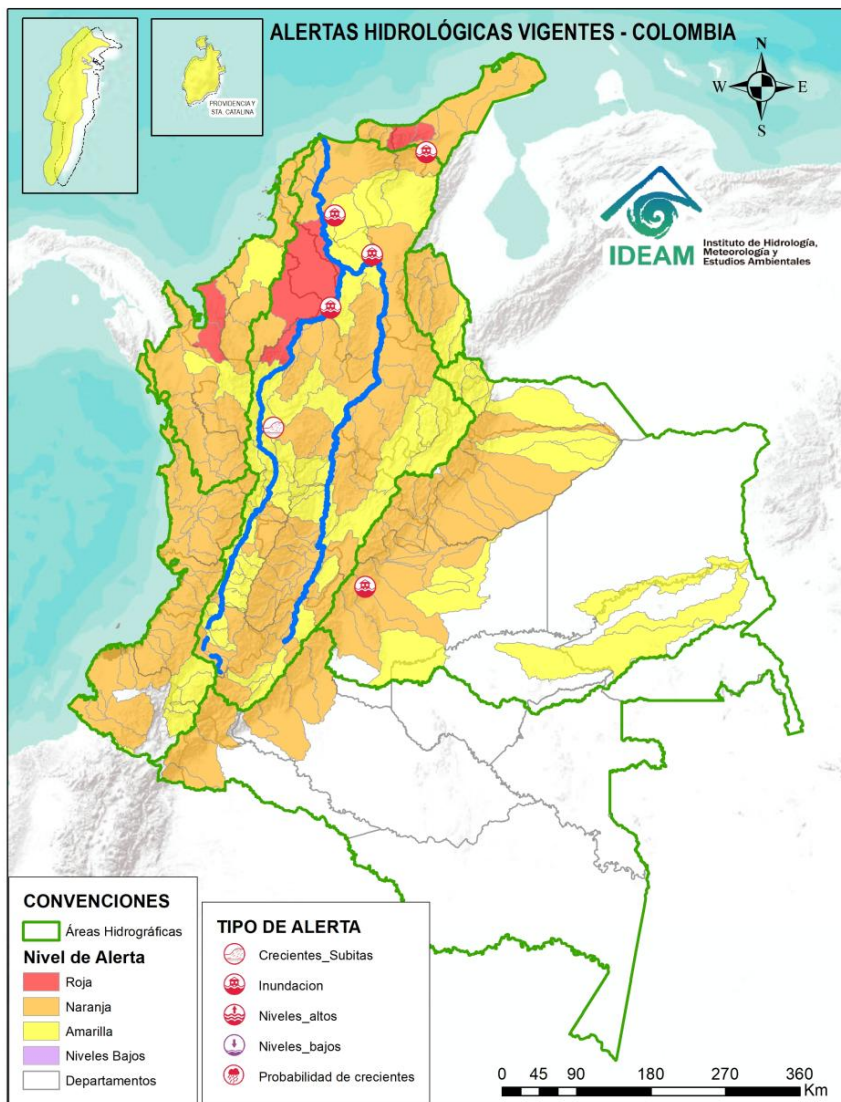 ALERTAS HIDROLÓGICAS VIGENTES - COLOMBIA
PROVIDENCIA Y
STA. CATALINA
N
W
E
S
IDEAM
Instituto de Hidrología,
Meteorología y
Estudios Ambientales
CONVENCIONES
Áreas Hidrográficas
Nivel de Alerta
Roja
Naranja
Amarilla
Niveles Bajos
Departamentos
TIPO DE ALERTA
Crecientes_Subitas
Inundacion
Niveles_altos
Niveles_bajos
Probabilidad de crecientes
0 45 90 180 270 360
Km